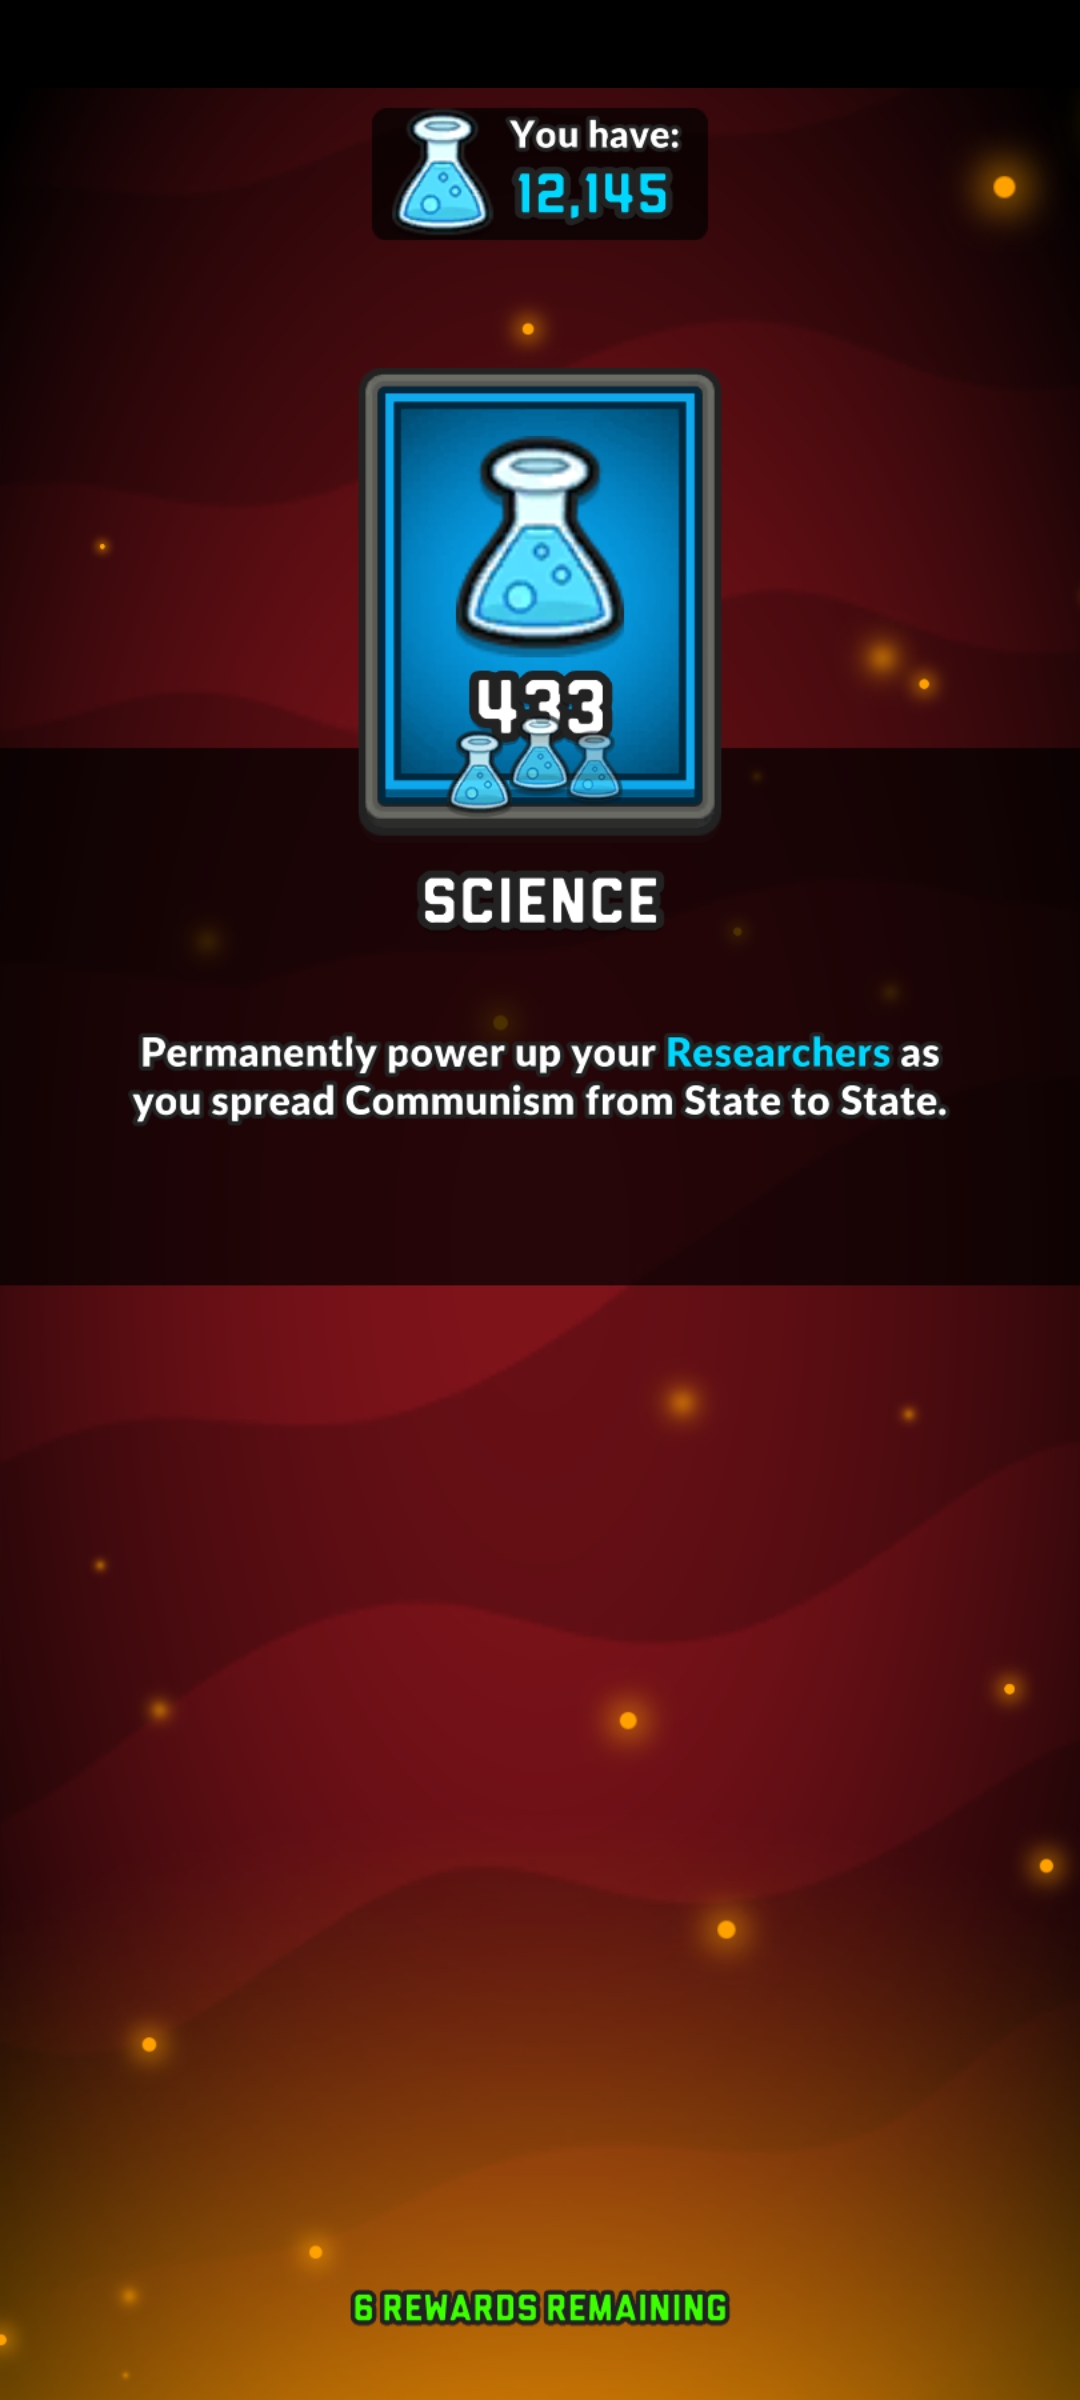 You have:
12,145
433
SCIENCE
Permanently power up your Researchers as
you spread Communism from State to State.
6 REWARDS REMAINING